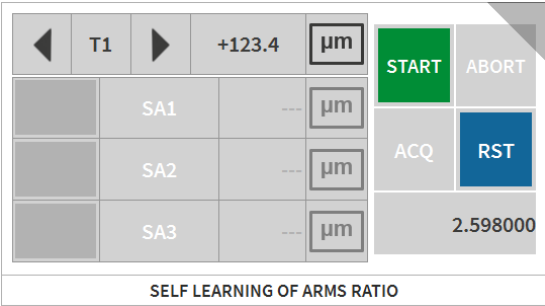 T1 +123.4 µm
START ABORT
SA1 --- µm
ACQ RST
SA2 --- µm
SA3 --- µm
2.598000
SELF LEARNING OF ARMS RATIO